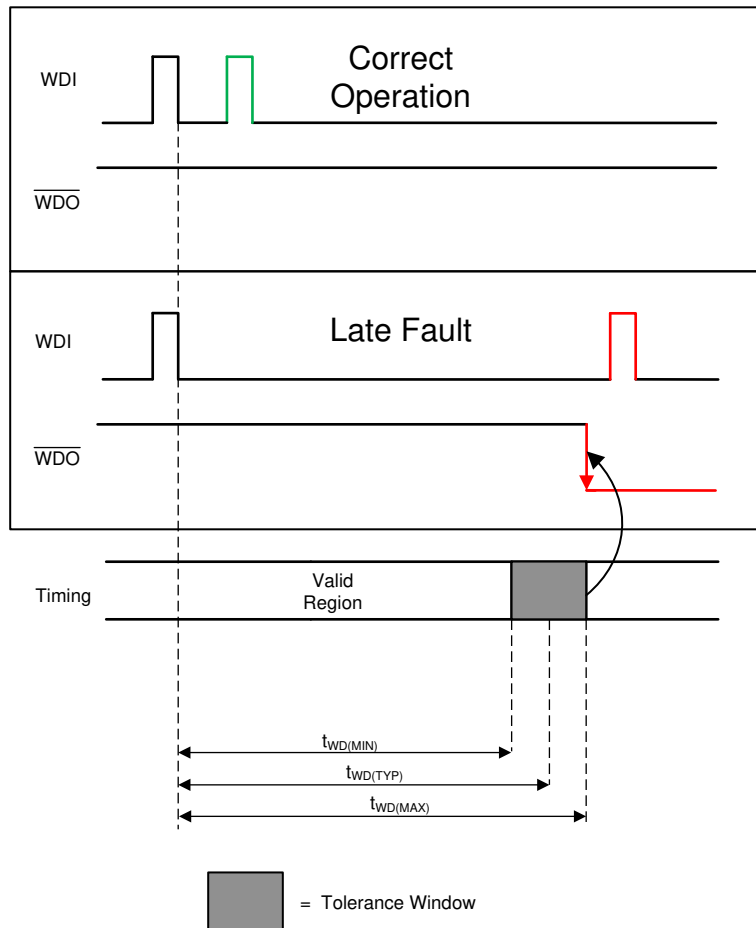 WDI
Correct
Operation
WDO
WDI
Late Fault
WDO
Timing
Valid
Region
tWD(MIN)
tWD(TYP)
tWD(MAX)
= Tolerance Window